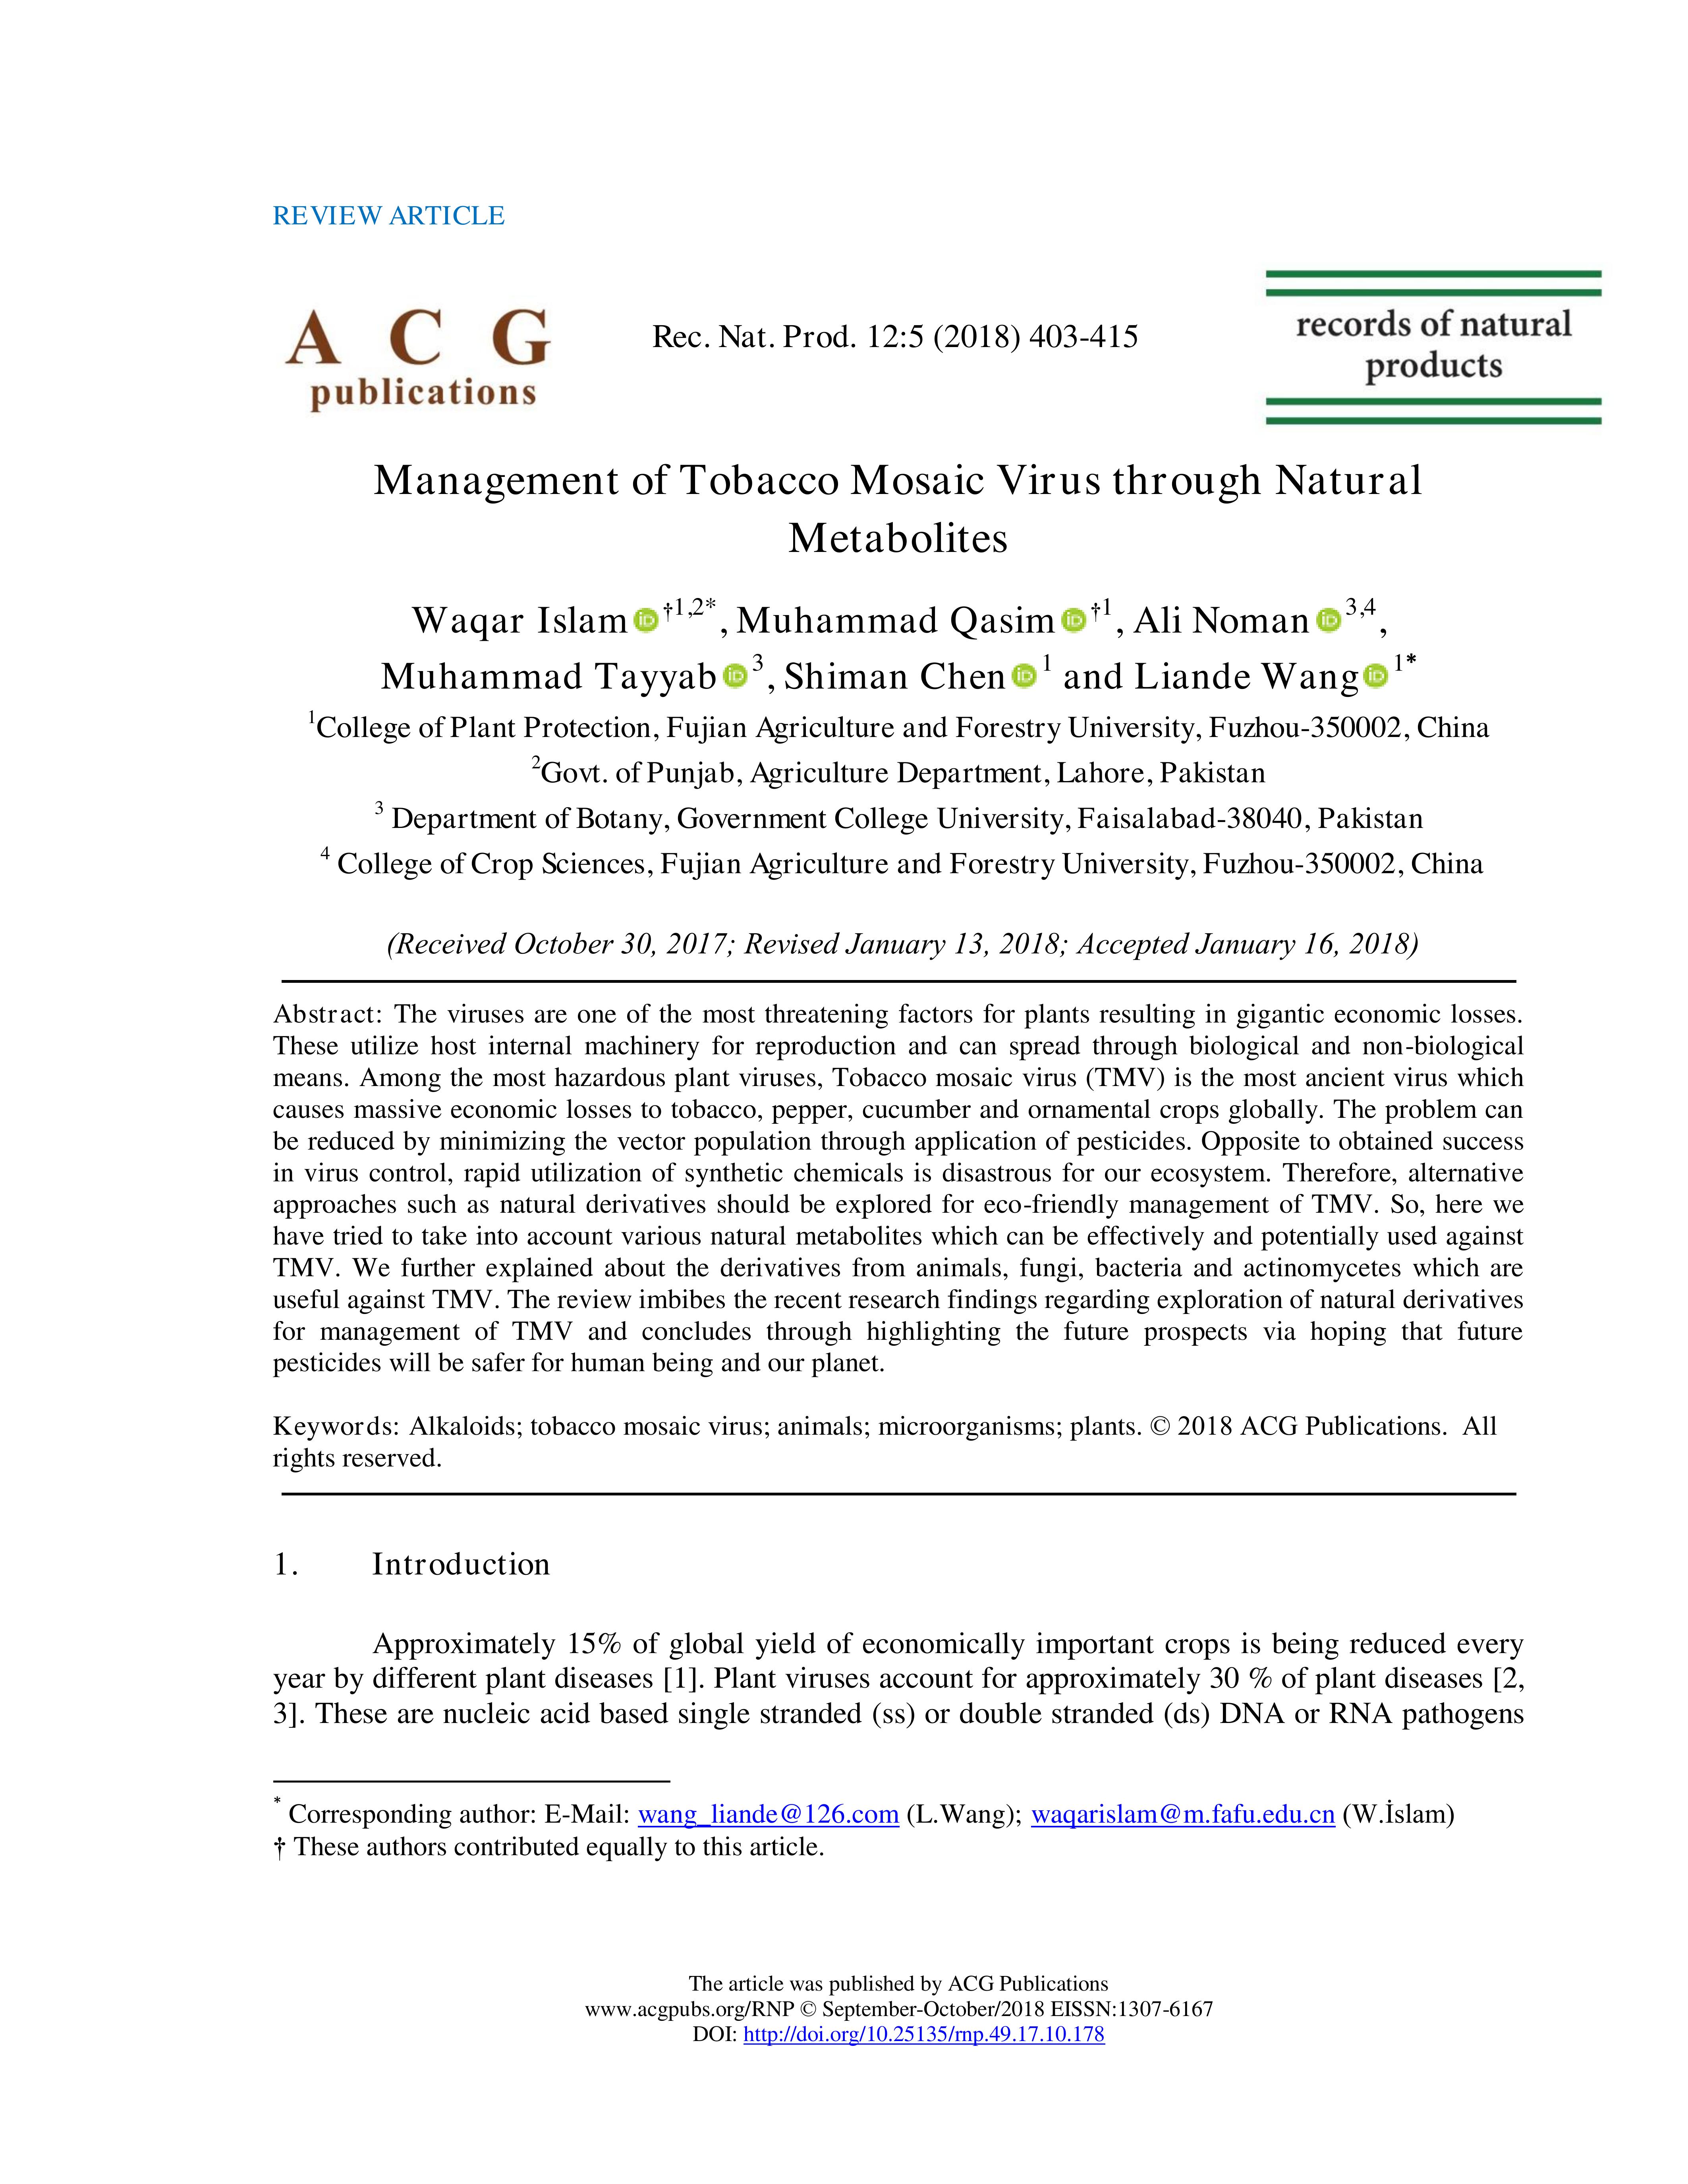 REVIEW ARTICLE
A C G
publications
Rec. Nat. Prod. 12:5 (2018) 403-415
records of natural
products
Management of Tobacco Mosaic Virus through Natural
Metabolites
Waqar Islam iD †1,2*, Muhammad Qasim iD †1, Ali Noman iD 3,4,
Muhammad Tayyab iD 3, Shiman Chen iD 1 and Liande Wang iD 1*
1College of Plant Protection, Fujian Agriculture and Forestry University, Fuzhou-350002, China
2Govt. of Punjab, Agriculture Department, Lahore, Pakistan
3 Department of Botany, Government College University, Faisalabad-38040, Pakistan
4 College of Crop Sciences, Fujian Agriculture and Forestry University, Fuzhou-350002, China
(Received October 30, 2017; Revised January 13, 2018; Accepted January 16, 2018)
Abstract: The viruses are one of the most threatening factors for plants resulting in gigantic economic losses.
These utilize host internal machinery for reproduction and can spread through biological and non-biological
means. Among the most hazardous plant viruses, Tobacco mosaic virus (TMV) is the most ancient virus which
causes massive economic losses to tobacco, pepper, cucumber and ornamental crops globally. The problem can
be reduced by minimizing the vector population through application of pesticides. Opposite to obtained success
in virus control, rapid utilization of synthetic chemicals is disastrous for our ecosystem. Therefore, alternative
approaches such as natural derivatives should be explored for eco-friendly management of TMV. So, here we
have tried to take into account various natural metabolites which can be effectively and potentially used against
TMV. We further explained about the derivatives from animals, fungi, bacteria and actinomycetes which are
useful against TMV. The review imbibes the recent research findings regarding exploration of natural derivatives
for management of TMV and concludes through highlighting the future prospects via hoping that future
pesticides will be safer for human being and our planet.
Keywords: Alkaloids; tobacco mosaic virus; animals; microorganisms; plants. © 2018 ACG Publications. All
rights reserved.
1. Introduction
Approximately 15% of global yield of economically important crops is being reduced every
year by different plant diseases [1]. Plant viruses account for approximately 30 % of plant diseases [2,
3]. These are nucleic acid based single stranded (ss) or double stranded (ds) DNA or RNA pathogens
* Corresponding author: E-Mail: wang_liande@126.com (L.Wang); waqarislam@m.fafu.edu.cn (W.İslam)
† These authors contributed equally to this article.
The article was published by ACG Publications
www.acgpubs.org/RNP © September-October/2018 EISSN:1307-6167
DOI: http://doi.org/10.25135/rnp.49.17.10.178